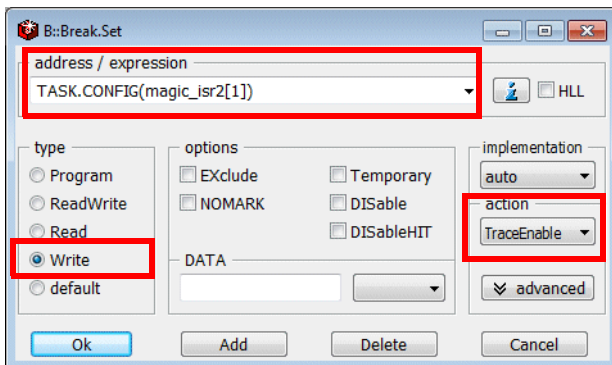 B::Break.Set
address / expression
TASK.CONFIG(magic_isr2[1])
i
HLL
type
Program
ReadWrite
Read
Write
default
options
EXclude
NOMARK
Temporary
DISable
DISableHIT
DATA
implementation
auto
action
TraceEnable
advanced
Ok
Add
Delete
Cancel